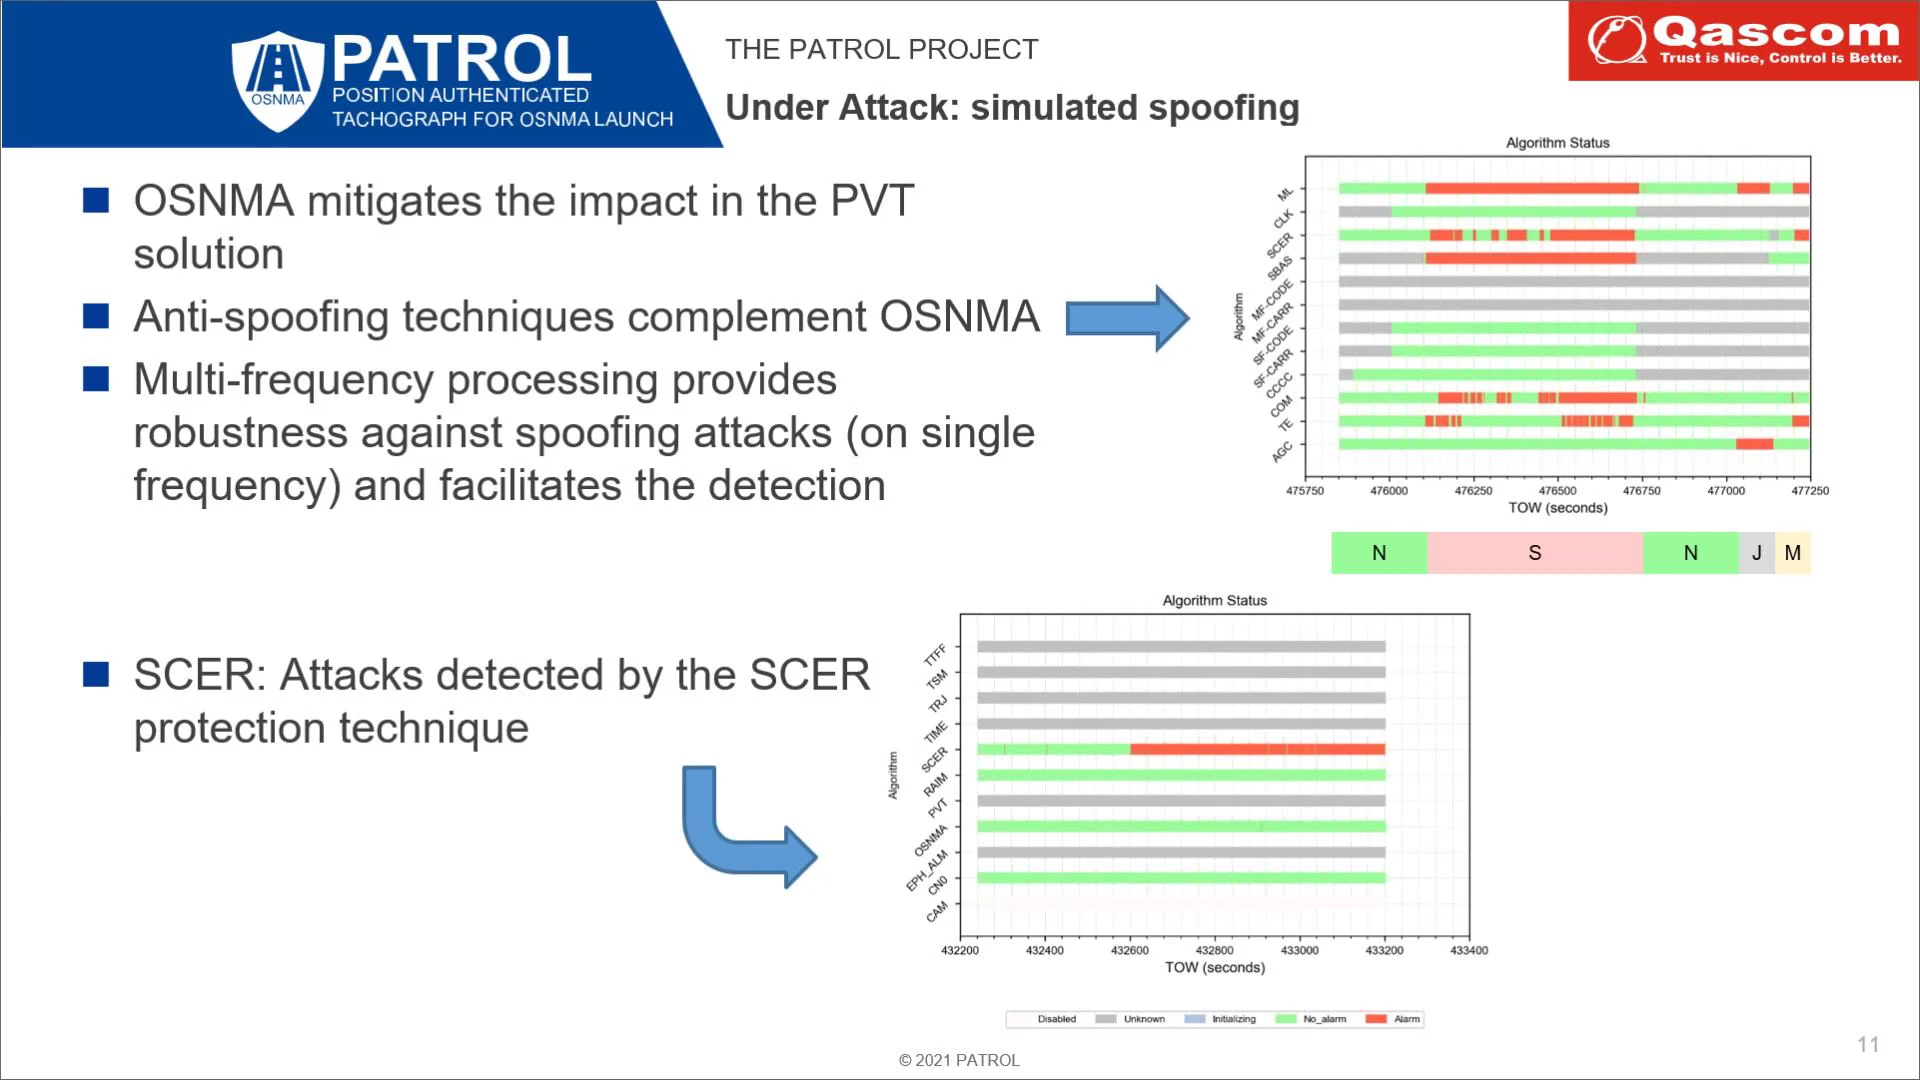 PATROL
OSNMA
POSITION AUTHENTICATED
TACHOGRAPH FOR OSNMA LAUNCH
THE PATROL PROJECT
Under Attack: simulated spoofing
Qascom
Trust is Nice, Control is Better.
OSNMA mitigates the impact in the PVT
solution
Anti-spoofing techniques complement OSNMA
Multi-frequency processing provides
robustness against spoofing attacks (on single
frequency) and facilitates the detection
Algorithm Status
Algorithm
ML
CLK
SCER
SBAS
MF-CODE
MF-CARR
SF-CODE
SF-CARR
CCCC
COM
TE
AGC
475750 476000 476250 476500 476750 477000 477250
TOW (seconds)
N S N J M
SCER: Attacks detected by the SCER
protection technique
Algorithm Status
Algorithm
TTFF
TSM
TRJ
TIME
SCER
RAIM
PVT
OSNMA
EPH_ALM
CN0
CAM
432200 432400 432600 432800 433000 433200 433400
TOW (seconds)
Disabled Unknown Initializing No_alarm Alarm
© 2021 PATROL
11